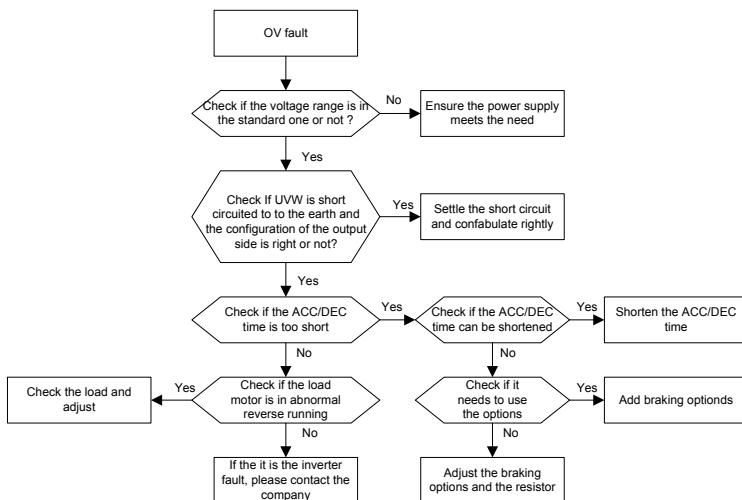 OV fault
Check if the voltage range is in
the standard one or not ?
No
Ensure the power supply
meets the need
Yes
Check If UVW is short
circuited to to the earth and
the configuration of the output
side is right or not?
Yes
Settle the short circuit
and confabulate rightly
Yes
Check if the ACC/DEC
time is too short
Yes
Check if the ACC/DEC
time can be shortened
Yes
Shorten the ACC/DEC
time
No
No
Check the load and
adjust
Yes
Check if the load
motor is in abnormal
reverse running
Check if it
needs to use
the options
Yes
Add braking optionds
No
No
If the it is the inverter
fault, please contact the
company
Adjust the braking
options and the resistor